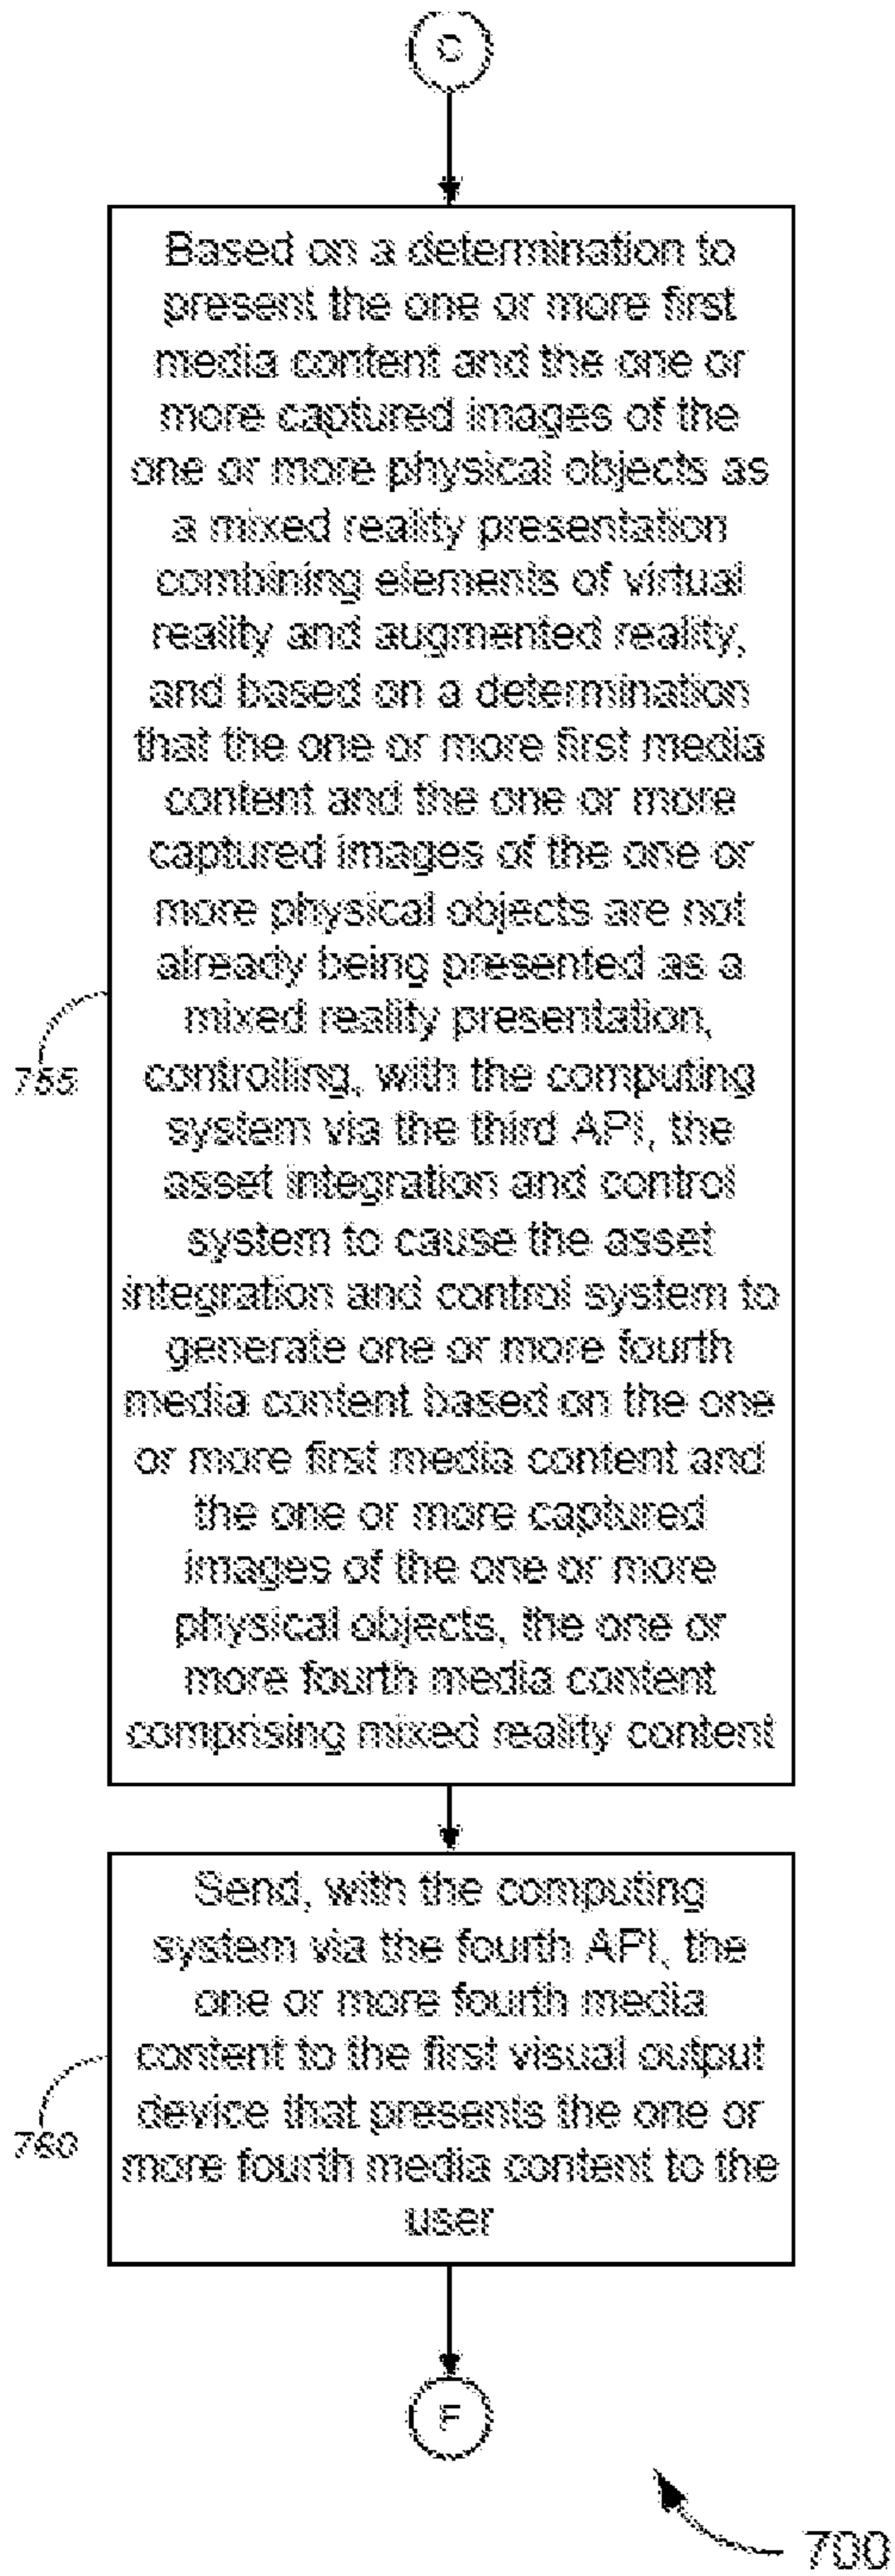 C
Based on a determination to
present the one or more first
media content and the one or
more captured images of the
one or more physical objects as
a mixed reality presentation
combining elements of virtual
reality and augmented reality,
and based on a determination
that the one or more first media
content and the one or more
captured images of the one or
more physical objects are not
already being presented as a
mixed reality presentation,
controlling, with the computing
system via the third API, the
asset integration and control
system to cause the asset
integration and control system to
generate one or more fourth
media content based on the one
or more first media content and
the one or more captured
images of the one or more
physical objects, the one or
more fourth media content
comprising mixed reality content
755
Send, with the computing
system via the fourth API, the
one or more fourth media
content to the first visual output
device that presents the one or
more fourth media content to the
user
760
F
700